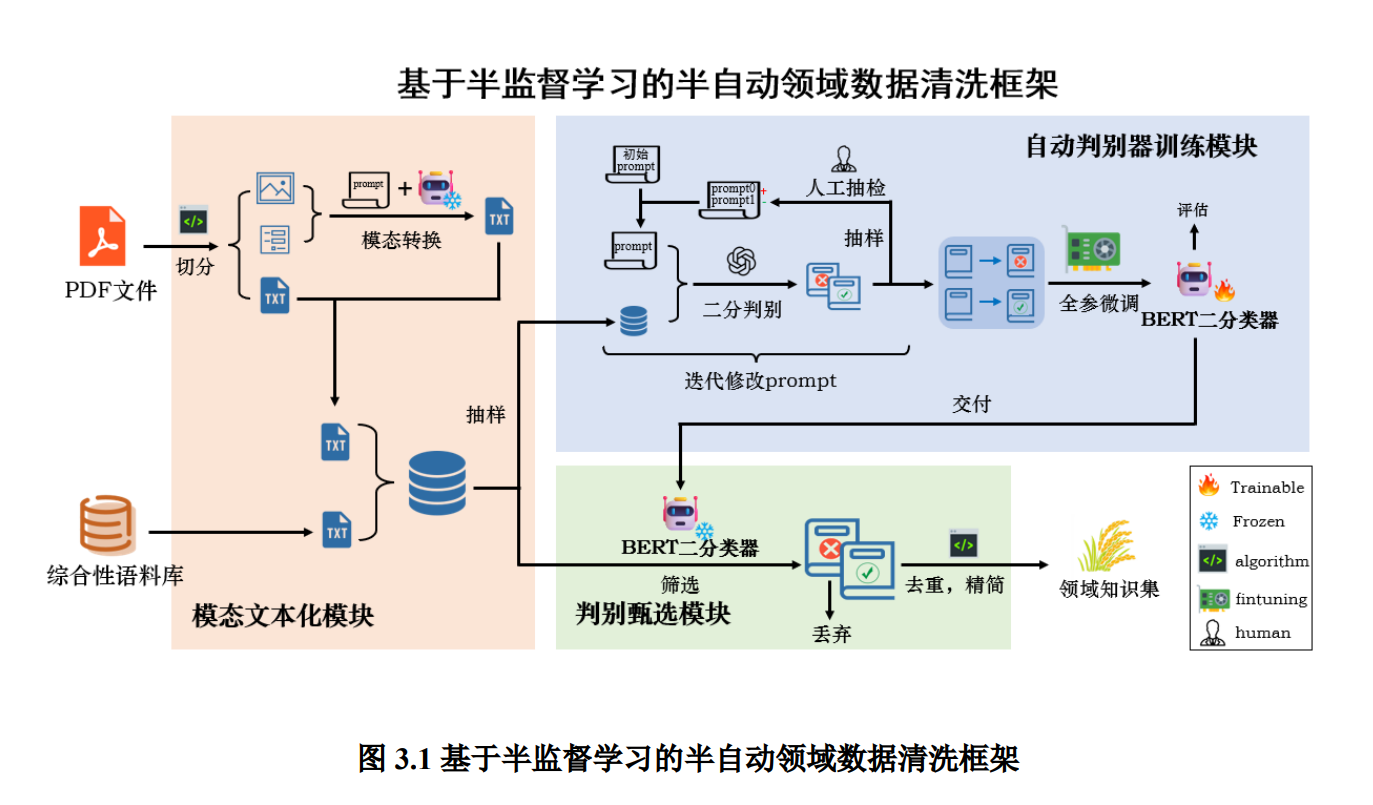 基于半监督学习的半自动领域数据清洗框架
PDF文件
切分
TXT
prompt
+
模态转换
TXT
综合性语料库
TXT
TXT
模态文本化模块
抽样
自动判别器训练模块
初始
prompt
prompt0
prompt1
+
-
人工抽检
prompt
二分判别
抽样
迭代修改prompt
全参微调
评估
BERT二分类器
交付
BERT二分类器
筛选
判别甄选模块
丢弃
</>
去重，精简
领域知识集
</>
Trainable
Frozen
</>
algorithm
fintuning
human
图 3.1 基于半监督学习的半自动领域数据清洗框架